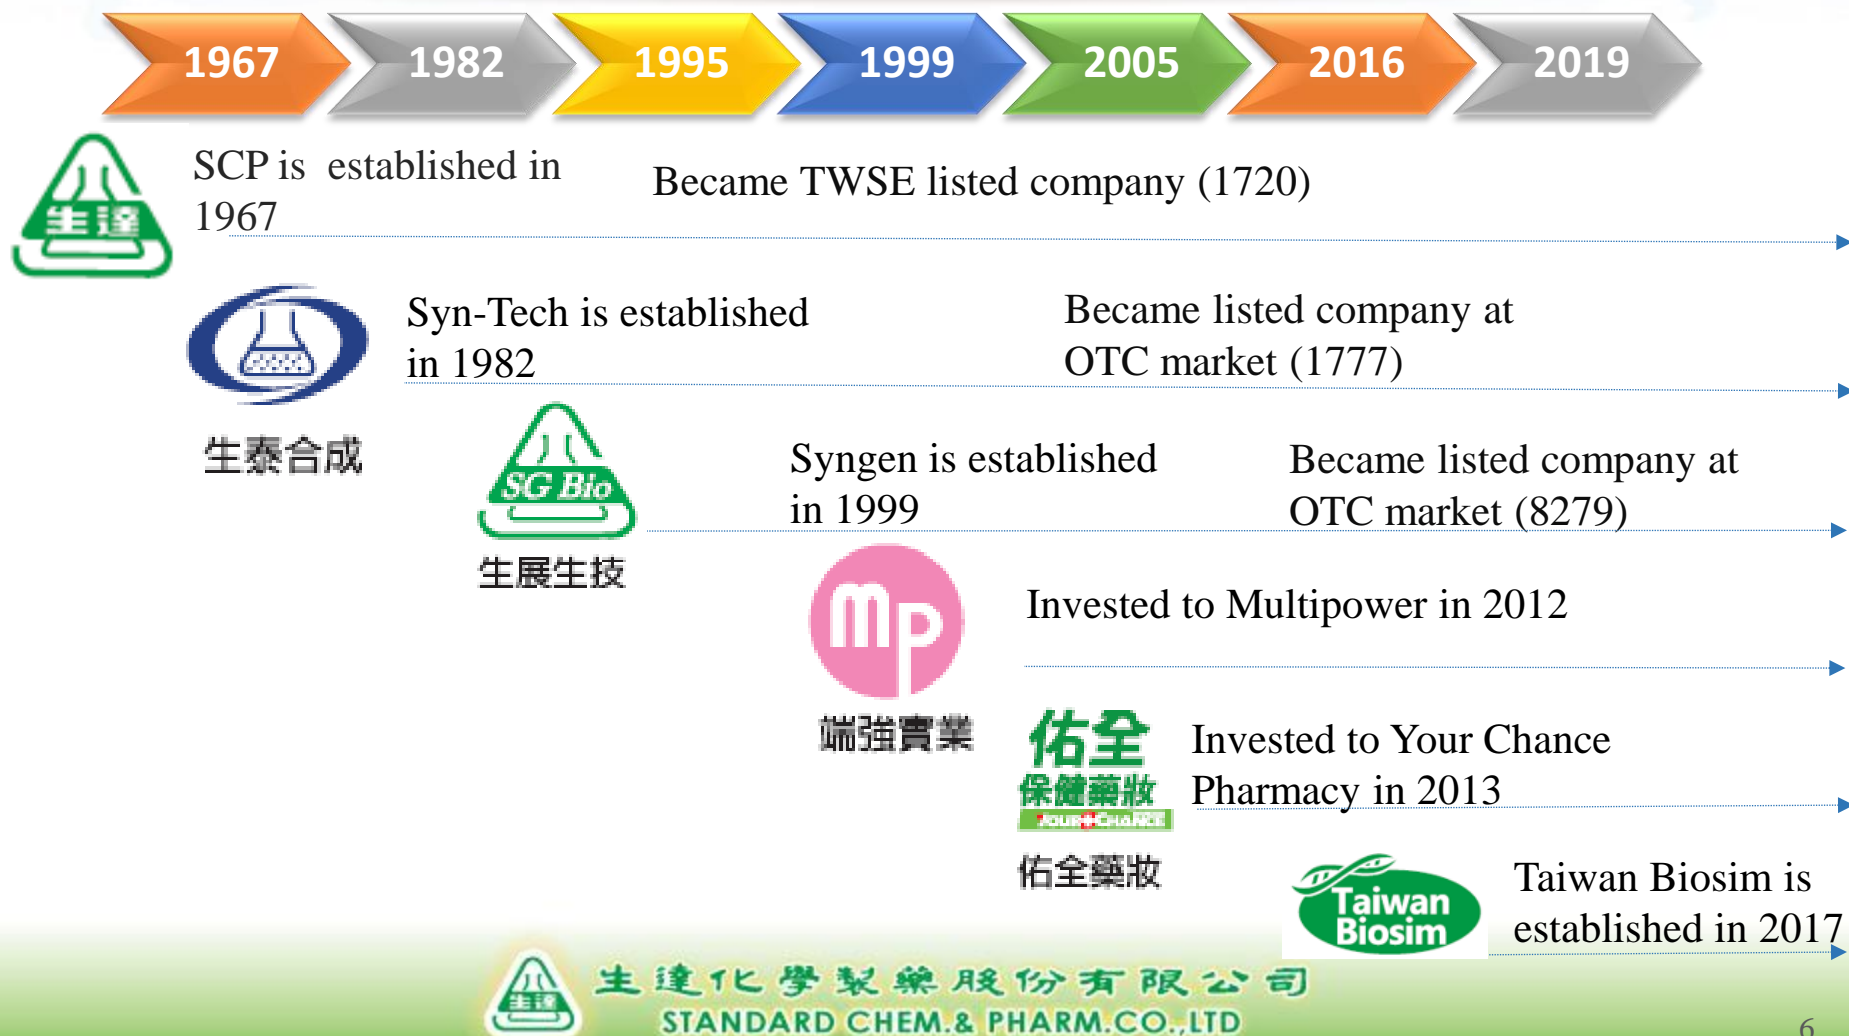 1967 1982 1995 1999 2005 2016 2019
生達
SCP is established in
1967
Became TWSE listed company (1720)
Syn-Tech is established
in 1982
Became listed company at
OTC market (1777)
生泰合成
SG Bio
生展生技
Syngen is established
in 1999
Became listed company at
OTC market (8279)
mp
端強實業
Invested to Multipower in 2012
佑全
保健藥妝
YOUR CHANCE
佑全藥妝
Invested to Your Chance
Pharmacy in 2013
Taiwan
Biosim
Taiwan Biosim is
established in 2017
生達
生達化學製藥股份有限公司
STANDARD CHEM.& PHARM.CO.,LTD
6